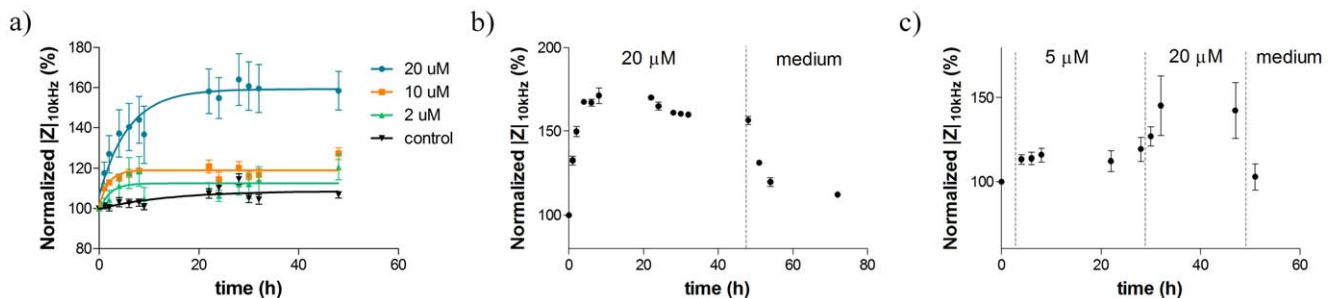 a)
Normalized |Z|10kHz (%)
180
160
140
120
100
80
0
20
40
60
time (h)
20 uM
10 uM
2 uM
control
b)
Normalized |Z|10kHz (%)
200
150
100
20 μM
medium
0
20
40
60
80
time (h)
c)
Normalized |Z|10kHz (%)
150
100
5 μM
20 μM
medium
0
20
40
60
time (h)